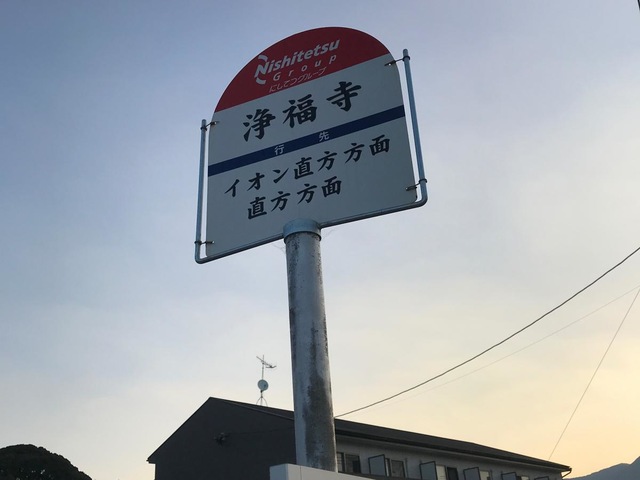 Nishitetsu
Group
にしてつグループ
浄福寺
行先
イオン直方方面
直方方面